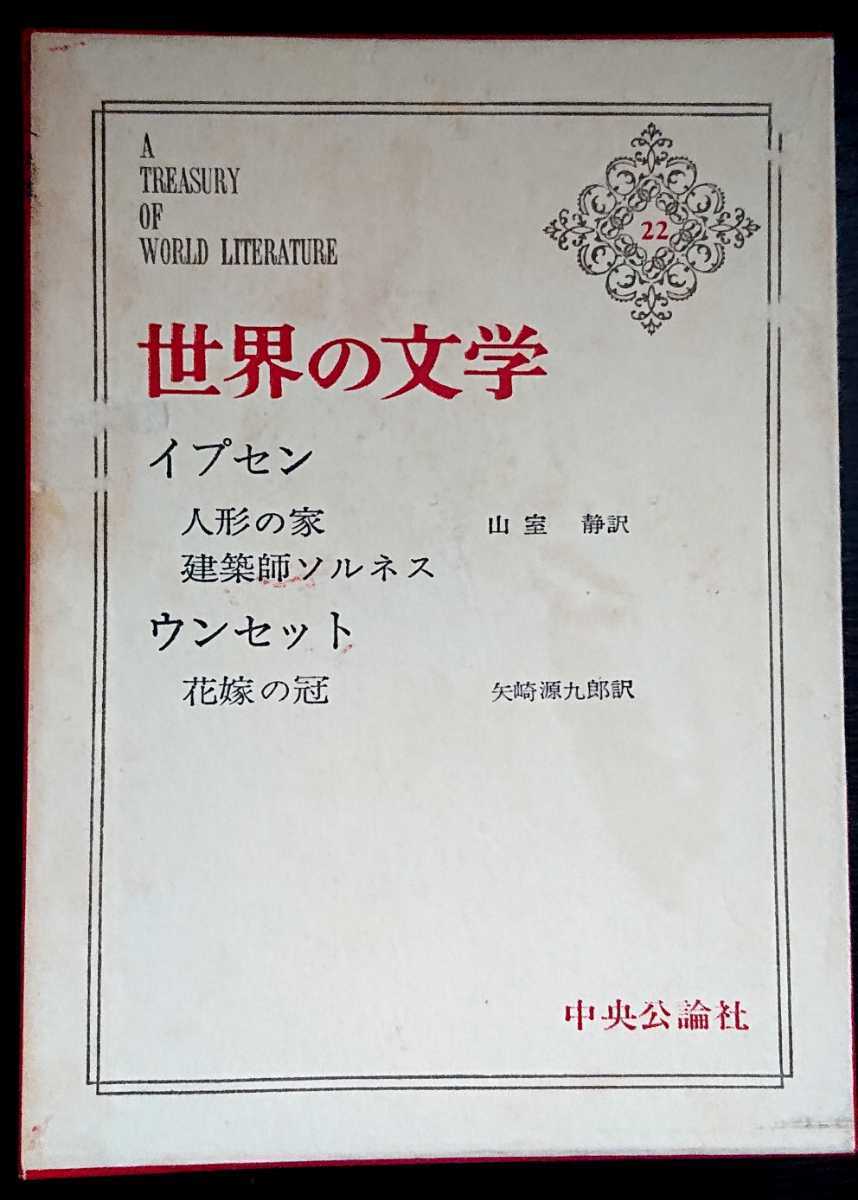 A
TREASURY
OF
WORLD LITERATURE
22
世界の文学
イプセン
人形の家 山室 静訳
建築師ソルネス
ウンセット
花嫁の冠 矢崎源九郎訳
中央公論社